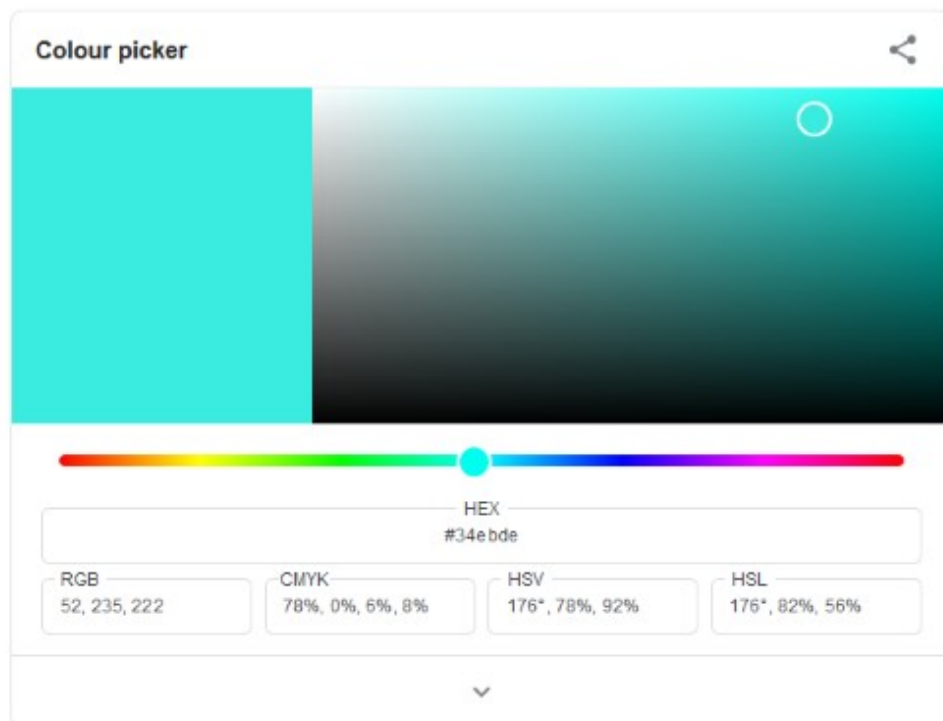 Colour picker
HEX
#34ebde
RGB
52, 235, 222
CMYK
78%, 0%, 6%, 8%
HSV
176°, 78%, 92%
HSL
176°, 82%, 56%